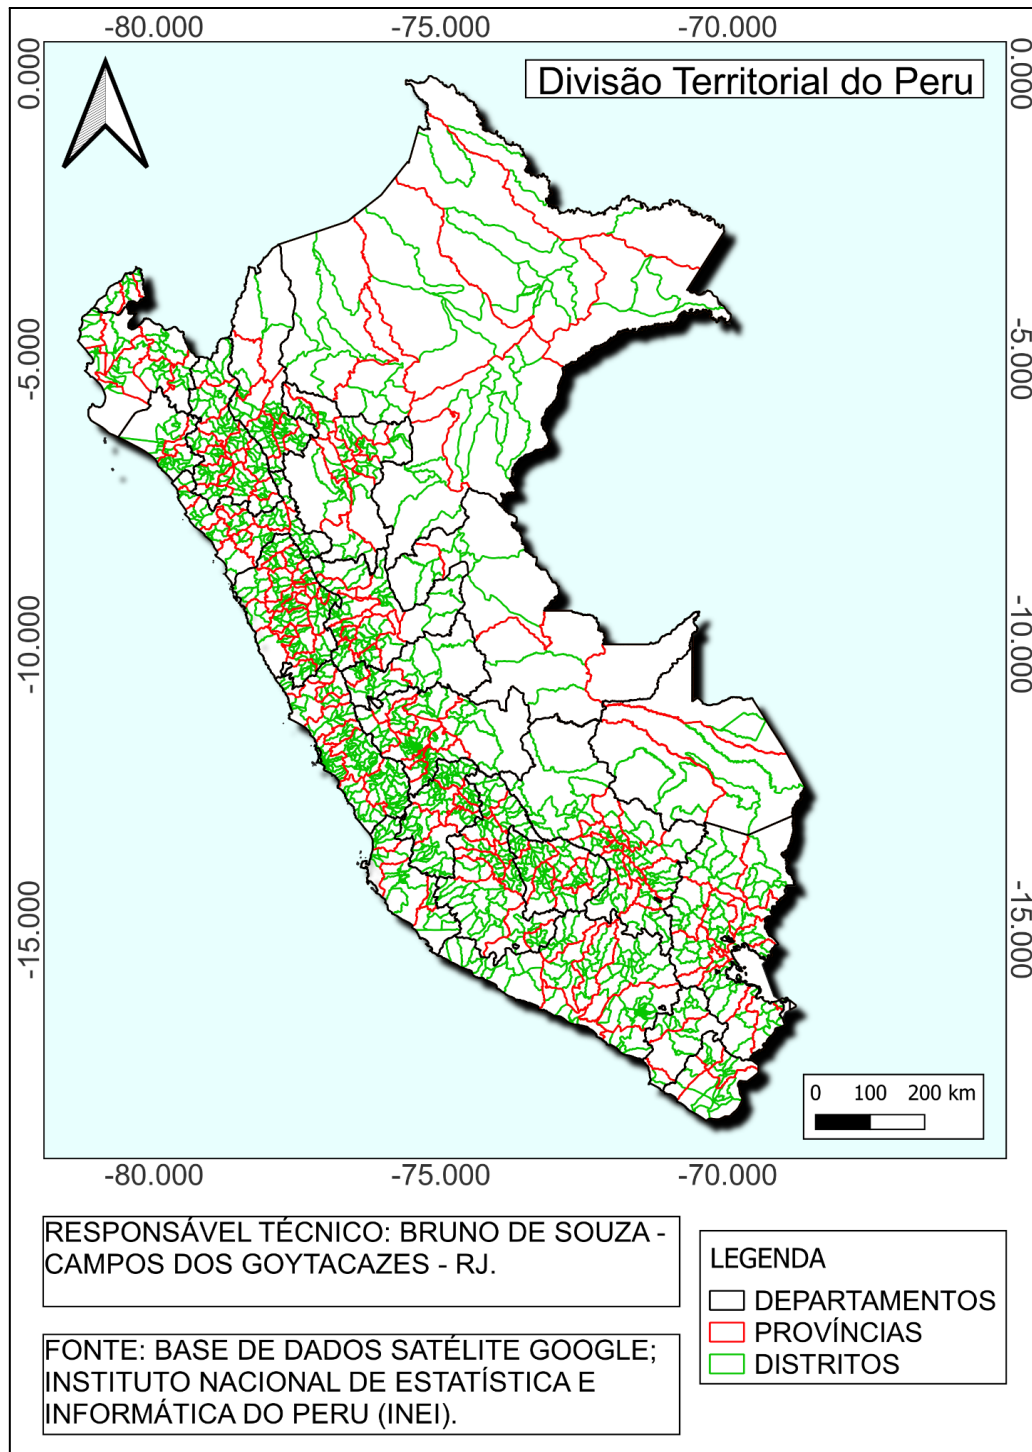 -80.000 -75.000 -70.000
Divisão Territorial do Peru
0.000 0.000
-5.000 -5.000
-10.000 -10.000
-15.000 -15.000
0 100 200 km
-80.000 -75.000 -70.000
RESPONSÁVEL TÉCNICO: BRUNO DE SOUZA -
CAMPOS DOS GOYTACAZES - RJ.
FONTE: BASE DE DADOS SATÉLITE GOOGLE;
INSTITUTO NACIONAL DE ESTATÍSTICA E
INFORMÁTICA DO PERU (INEI).
LEGENDA
DEPARTAMENTOS
PROVÍNCIAS
DISTRITOS